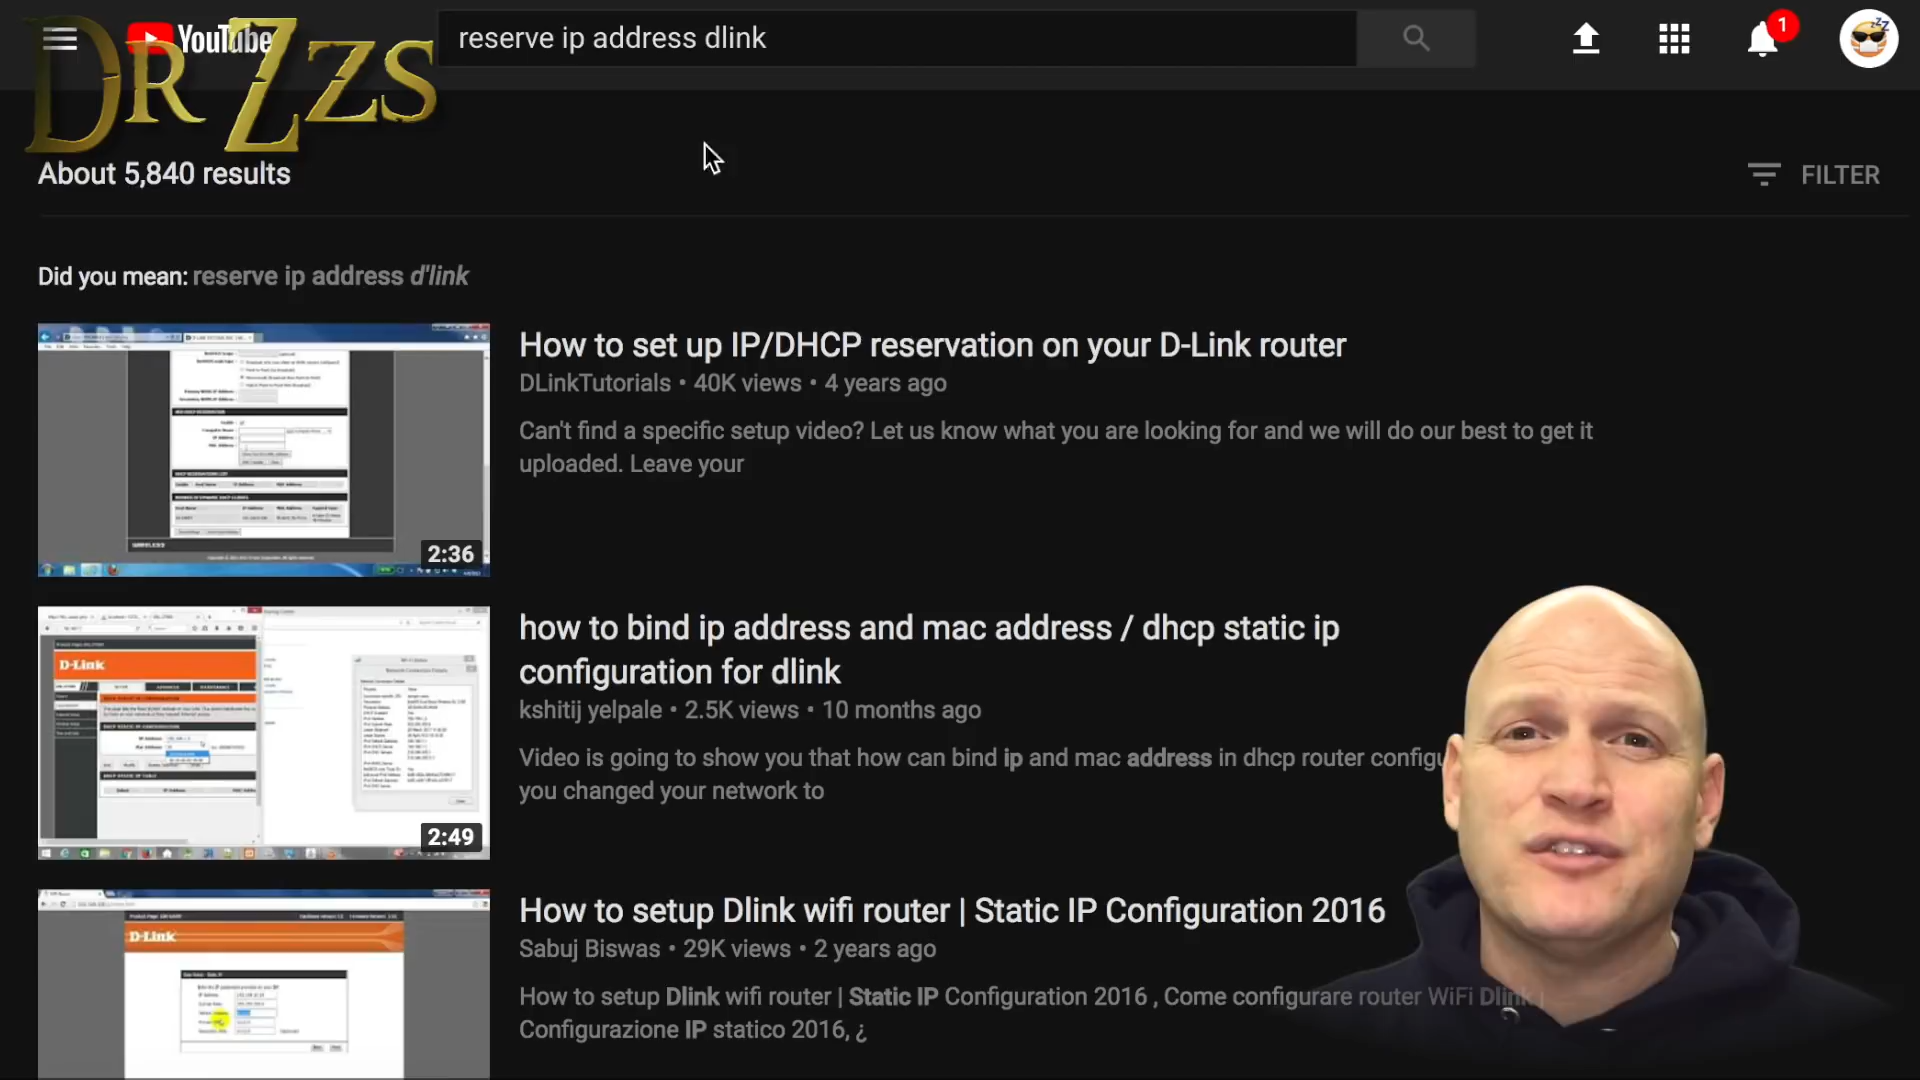 YouTube
reserve ip address dlink
1
DR ZZS
About 5,840 results
FILTER
Did you mean: reserve ip address d'link
How to set up IP/DHCP reservation on your D-Link router
DLinkTutorials • 40K views • 4 years ago
Can't find a specific setup video? Let us know what you are looking for and we will do our best to get it
uploaded. Leave your
2:36
how to bind ip address and mac address / dhcp static ip
configuration for dlink
kshitij yelpale • 2.5K views • 10 months ago
Video is going to show you that how can bind ip and mac address in dhcp router configu
you changed your network to
D-Link
2:49
How to setup Dlink wifi router | Static IP Configuration 2016
Sabuj Biswas • 29K views • 2 years ago
How to setup Dlink wifi router | Static IP Configuration 2016 , Come configurare router WiFi Dlink |
Configurazione IP statico 2016, ¿
D-Link